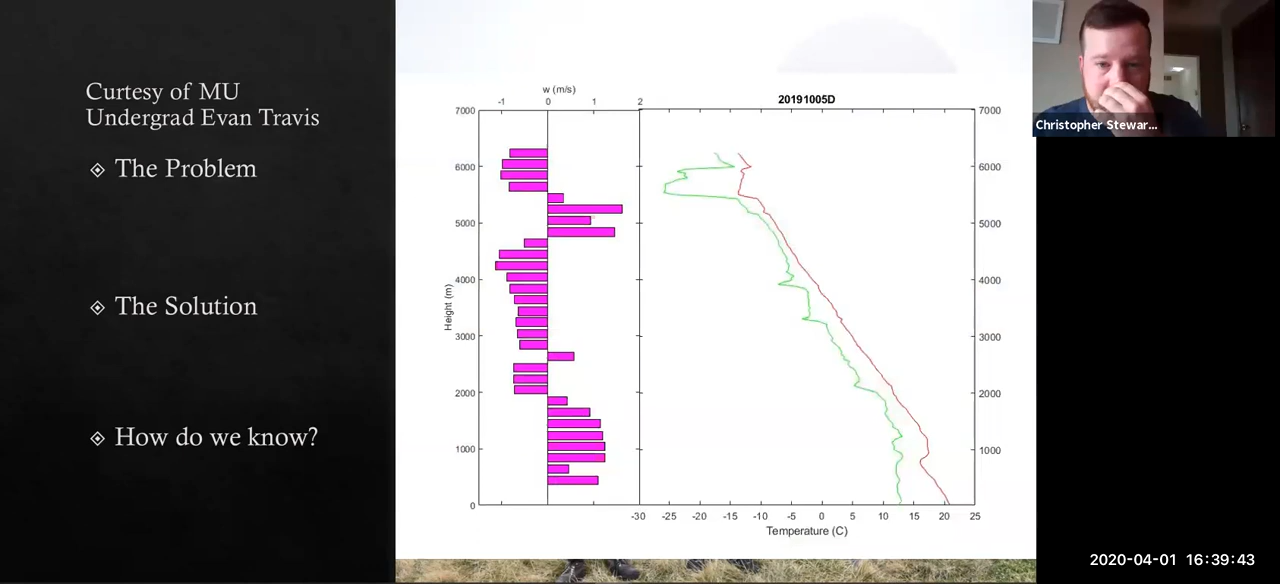 Curtesy of MU
Undergrad Evan Travis
The Problem
The Solution
How do we know?
w (m/s)
-1 0 1 2
20191005D
7000
6000
5000
4000
3000
2000
1000
0
Height (m)
7000
6000
5000
4000
3000
2000
1000
-30 -25 -20 -15 -10 -5 0 5 10 15 20 25
Temperature (C)
Christopher Stewar...
2020-04-01 16:39:43